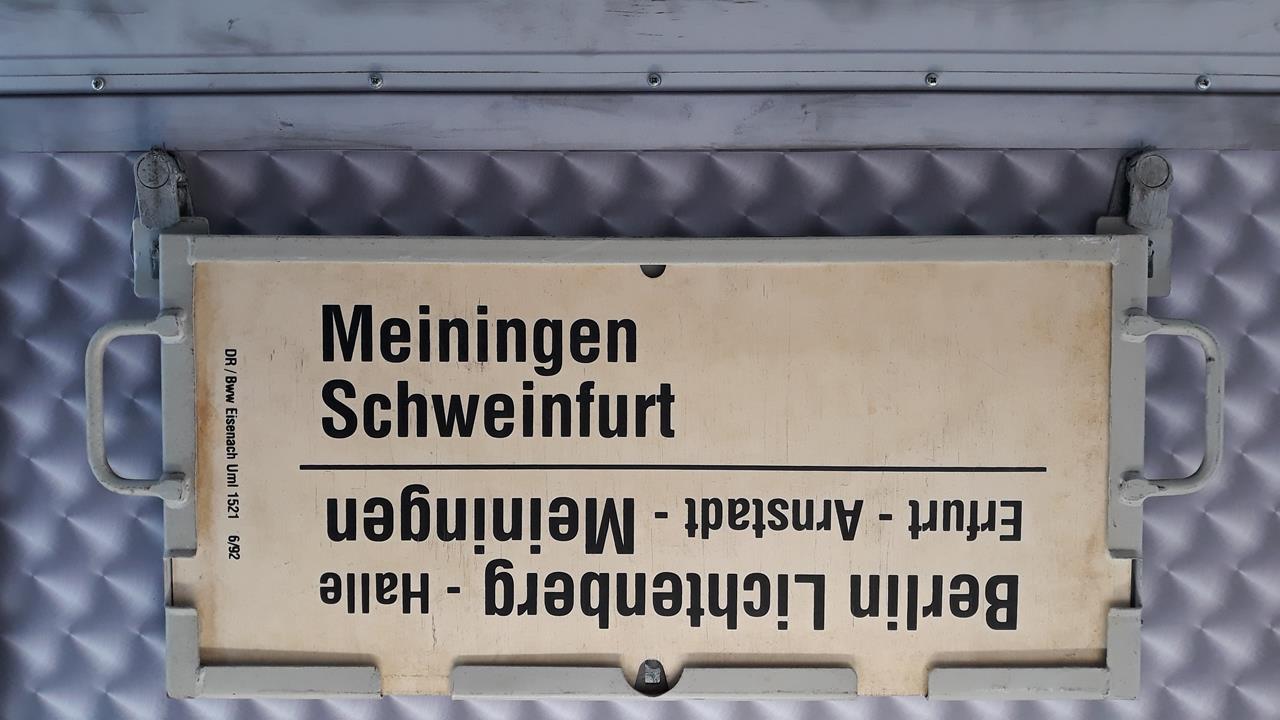 Meiningen
Schweinfurt
Berlin Lichtenberg - Halle
Erfurt - Arnstadt - Meiningen
DR / Bww Eisenach Uml 1521 6/92